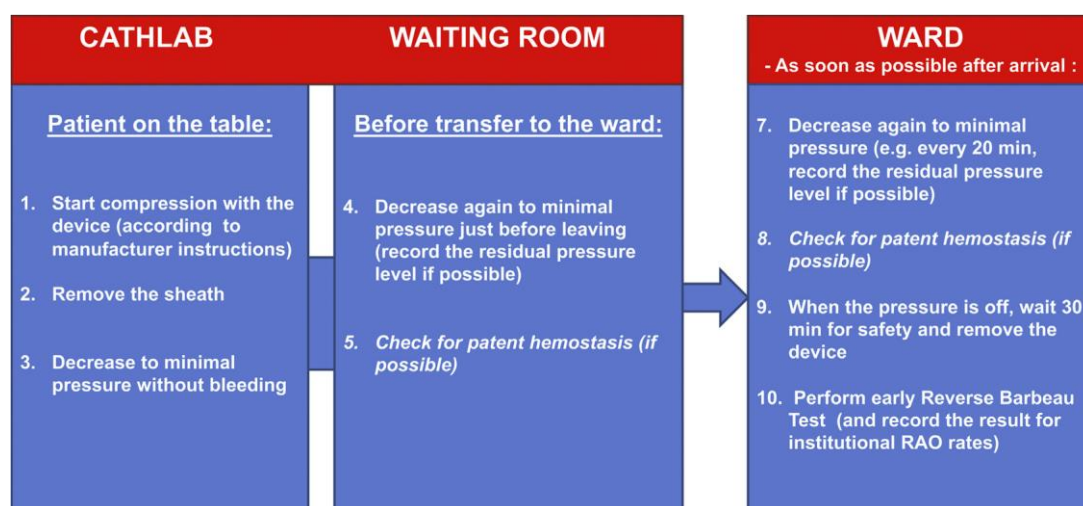 CATHLAB
Patient on the table:
1. Start compression with the
device (according to
manufacturer instructions)
2. Remove the sheath
3. Decrease to minimal
pressure without bleeding
WAITING ROOM
Before transfer to the ward:
4. Decrease again to minimal
pressure just before leaving
(record the residual pressure
level if possible)
5. Check for patent hemostasis (if
possible)
WARD
- As soon as possible after arrival :
7. Decrease again to minimal
pressure (e.g. every 20 min,
record the residual pressure
level if possible)
8. Check for patent hemostasis (if
possible)
9. When the pressure is off, wait 30
min for safety and remove the
device
10. Perform early Reverse Barbeau
Test (and record the result for
institutional RAO rates)